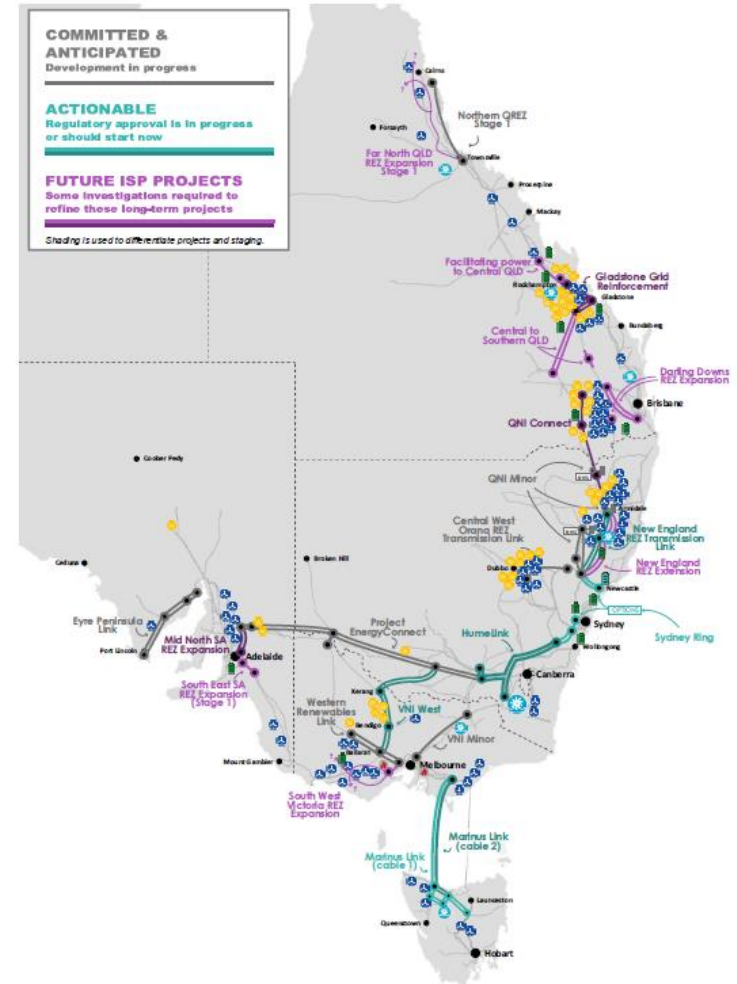 COMMITTED &
ANTICIPATED
Development in progress
ACTIONABLE
Regulatory approval is in progress
or should start now
FUTURE ISP PROJECTS
Some investigations required to
refine these long-term projects
Shading is used to differentiate projects and staging.
Cairns
Northern QREZ
Stage 1
Forsyth
Far North QLD
REZ Expansion
Stage 1
Townsville
Proserpine
Mackay
Facilitating power
to Central QLD
Rockhampton
Gladstone Grid
Reinforcement
Gladstone
Bundaberg
Central to
Southern QLD
Darling Downs
REZ Expansion
Brisbane
QNI Connect
Coober Pedy
QNI Minor
Central West
Orana REZ
Transmission Link
New England
REZ Transmission
Link
Ceduna
Broken Hill
Dubbo
New England
REZ Extension
Newcastle
OPTIONS
Eyre Peninsula
Link
Project
EnergyConnect
HumeLink
Sydney
Sydney Ring
Wollongong
Port Lincoln
Mid North SA
REZ Expansion
Adelaide
Canberra
South East SA
REZ Expansion
(Stage 1)
Western
Renewables
Link
Kerang
VNI West
Bendigo
VNI Minor
Mount Gambier
Ballarat
Melbourne
South West
Victoria REZ
Expansion
Marinus Link
(cable 2)
Marinus Link
(cable 1)
Launceston
Queenstown
Hobart